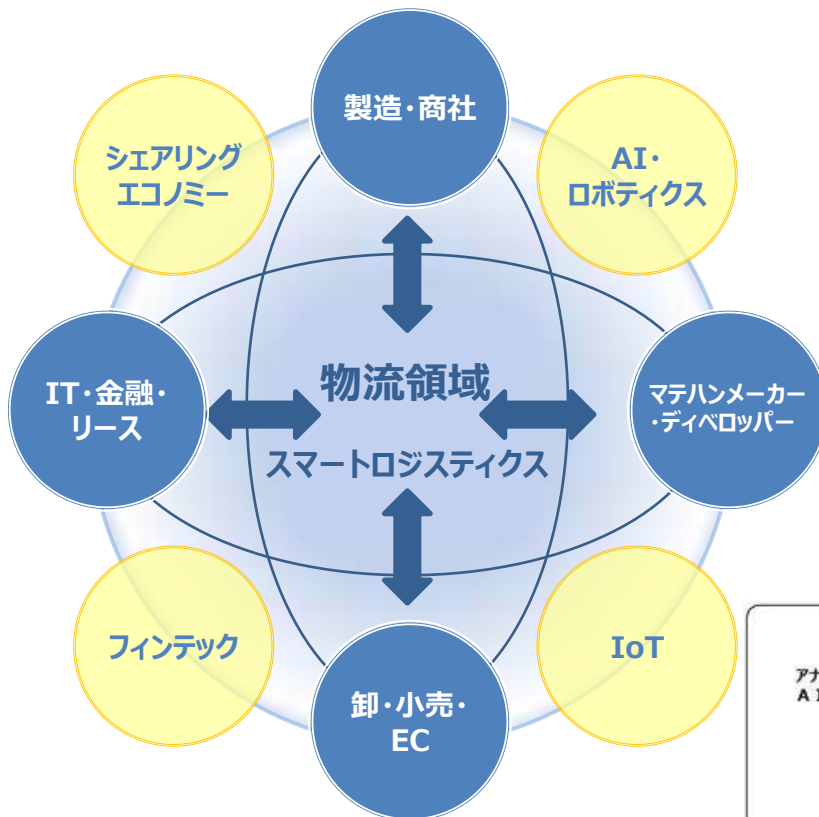 製造・商社
シェアリング
エコノミー
AI・
ロボティクス
IT・金融・
リース
物流領域
スマートロジスティクス
マテハンメーカー
・ディベロッパー
フィンテック
IoT
卸・小売・
EC
アナ
AI